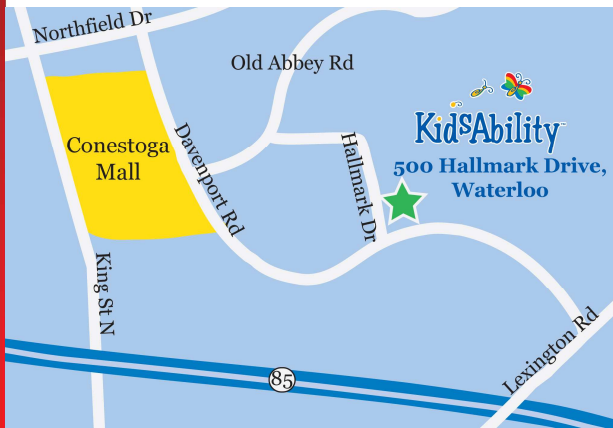 Northfield Dr
Old Abbey Rd
KidsAbility™
500 Hallmark Drive,
Waterloo
Conestoga
Mall
Davenport Rd
Hallmark Dr
King St N
85
Lexington Rd